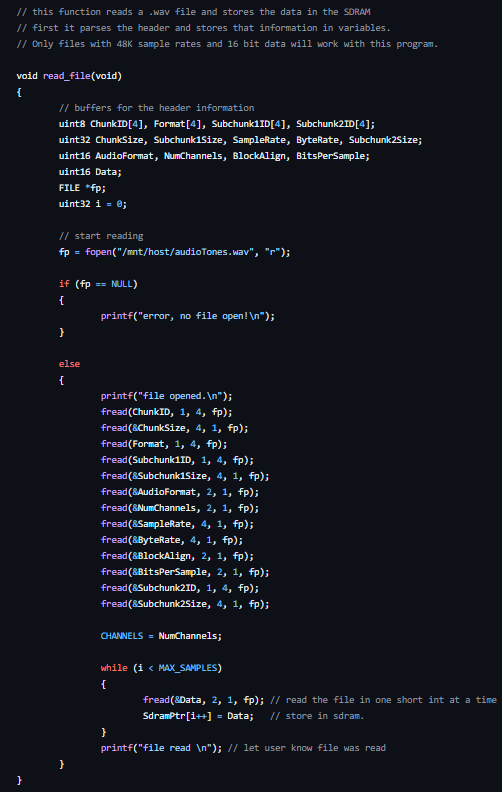 // this function reads a .wav file and stores the data in the SDRAM
// first it parses the header and stores that information in variables.
// Only files with 48K sample rates and 16 bit data will work with this program.

void read_file(void)
{
        // buffers for the header information
        uint8 ChunkID[4], Format[4], Subchunk1ID[4], Subchunk2ID[4];
        uint32 ChunkSize, Subchunk1Size, SampleRate, ByteRate, Subchunk2Size;
        uint16 AudioFormat, NumChannels, BlockAlign, BitsPerSample;
        uint16 Data;
        FILE *fp;
        uint32 i = 0;

        // start reading
        fp = fopen("/mnt/host/audioTones.wav", "r");

        if (fp == NULL)
        {
                printf("error, no file open!\n");
        }

        else
        {
                printf("file opened.\n");
                fread(ChunkID, 1, 4, fp);
                fread(&ChunkSize, 4, 1, fp);
                fread(Format, 1, 4, fp);
                fread(Subchunk1ID, 1, 4, fp);
                fread(&Subchunk1Size, 4, 1, fp);
                fread(&AudioFormat, 2, 1, fp);
                fread(&NumChannels, 2, 1, fp);
                fread(&SampleRate, 4, 1, fp);
                fread(&ByteRate, 4, 1, fp);
                fread(&BlockAlign, 2, 1, fp);
                fread(&BitsPerSample, 2, 1, fp);
                fread(&Subchunk2ID, 1, 4, fp);
                fread(&Subchunk2Size, 4, 1, fp);

                CHANNELS = NumChannels;

                while (i < MAX_SAMPLES)
                {
                        fread(&Data, 2, 1, fp); // read the file in one short int at a time
                        SdramPtr[i++] = Data;   // store in sdram.
                }
                printf("file read \n"); // let user know file was read
        }
}